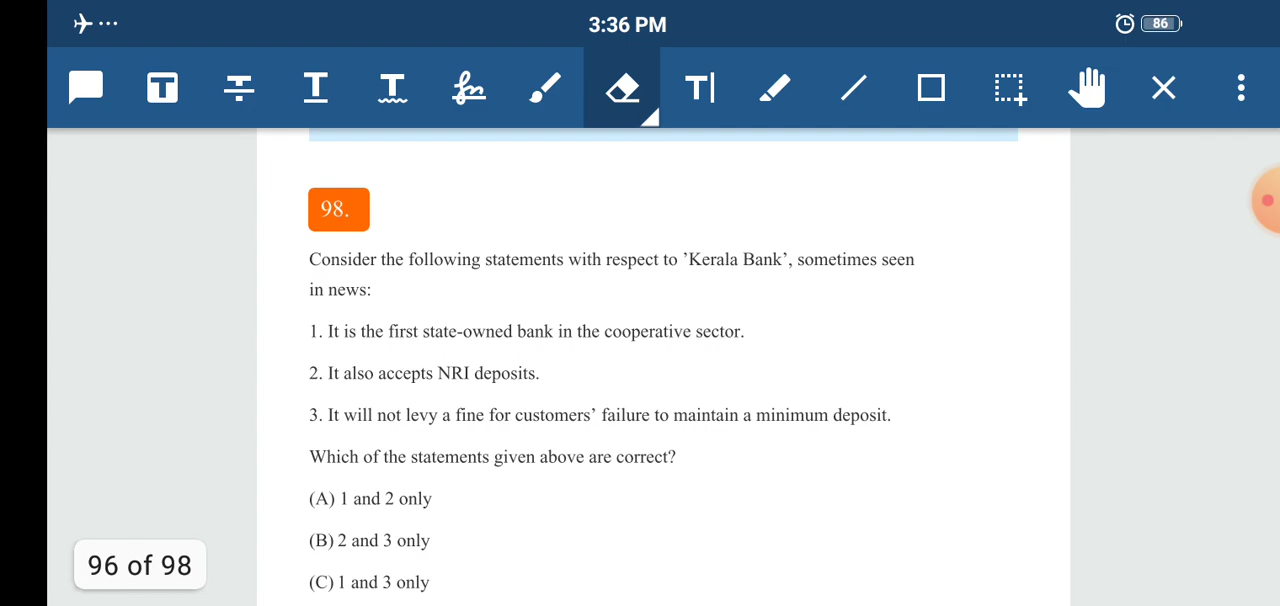 3:36 PM
86
98.
Consider the following statements with respect to ’Kerala Bank’, sometimes seen
in news:
1. It is the first state-owned bank in the cooperative sector.
2. It also accepts NRI deposits.
3. It will not levy a fine for customers’ failure to maintain a minimum deposit.
Which of the statements given above are correct?
(A) 1 and 2 only
(B) 2 and 3 only
(C) 1 and 3 only
96 of 98